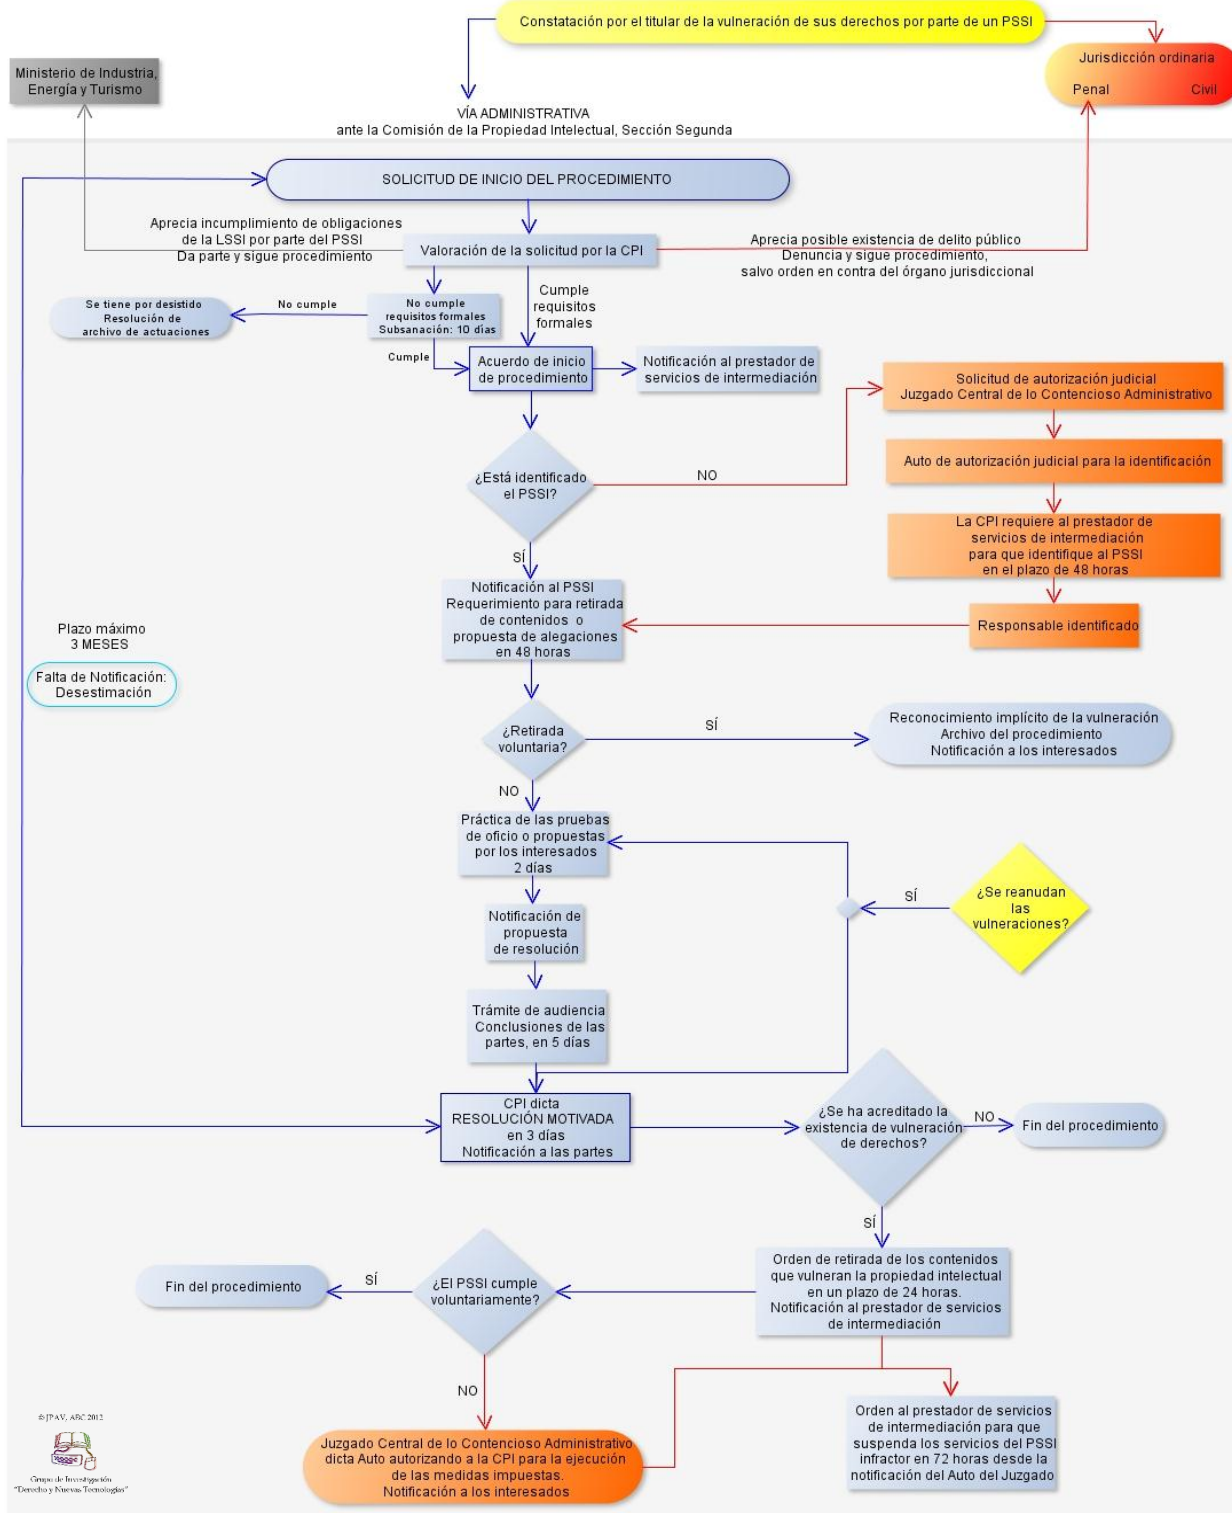 Constatación por el titular de la vulneración de sus derechos por parte de un PSSI
Jurisdicción ordinaria
Penal
Civil
Ministerio de Industria,
Energía y Turismo
VÍA ADMINISTRATIVA
ante la Comisión de la Propiedad Intelectual, Sección Segunda
SOLICITUD DE INICIO DEL PROCEDIMIENTO
Aprecia incumplimiento de obligaciones
de la LSSI por parte del PSSI
Da parte y sigue procedimiento
Valoración de la solicitud por la CPI
Aprecia posible existencia de delito público
Denuncia y sigue procedimiento,
salvo orden en contra del órgano jurisdiccional
Se tiene por desistido
Resolución de
archivo de actuaciones
No cumple
No cumple
requisitos formales
Subsanación: 10 días
Cumple
requisitos
formales
Cumple
Acuerdo de inicio
de procedimiento
Notificación al prestador de
servicios de intermediación
Solicitud de autorización judicial
Juzgado Central de lo Contencioso Administrativo
¿Está identificado
el PSSI?
NO
Auto de autorización judicial para la identificación
La CPI requiere al prestador de
servicios de intermediación
para que identifique al PSSI
en el plazo de 48 horas
SÍ
Notificación al PSSI
Requerimiento para retirada
de contenidos o
propuesta de alegaciones
en 48 horas
Responsable identificado
Plazo máximo
3 MESES
Falta de Notificación:
Desestimación
¿Retirada
voluntaria?
SÍ
Reconocimiento implícito de la vulneración
Archivo del procedimiento
Notificación a los interesados
NO
Práctica de las pruebas
de oficio o propuestas
por los interesados
2 días
¿Se reanudan
las
vulneraciones?
SÍ
Notificación de
propuesta
de resolución
Trámite de audiencia
Conclusiones de las
partes, en 5 días
CPI dicta
RESOLUCIÓN MOTIVADA
en 3 días
Notificación a las partes
¿Se ha acreditado la
existencia de vulneración
de derechos?
NO
Fin del procedimiento
SÍ
Orden de retirada de los contenidos
que vulneran la propiedad intelectual
en un plazo de 24 horas.
Notificación al prestador de servicios
de intermediación
¿El PSSI cumple
voluntariamente?
SÍ
Fin del procedimiento
NO
Juzgado Central de lo Contencioso Administrativo
dicta Auto autorizando a la CPI para la ejecución
de las medidas impuestas.
Notificación a los interesados
Orden al prestador de servicios
de intermediación para que
suspenda los servicios del PSSI
infractor en 72 horas desde la
notificación del Auto del Juzgado
© JPAV, ABC 2012
Grupo de Investigación
"Derecho y Nuevas Tecnologías"